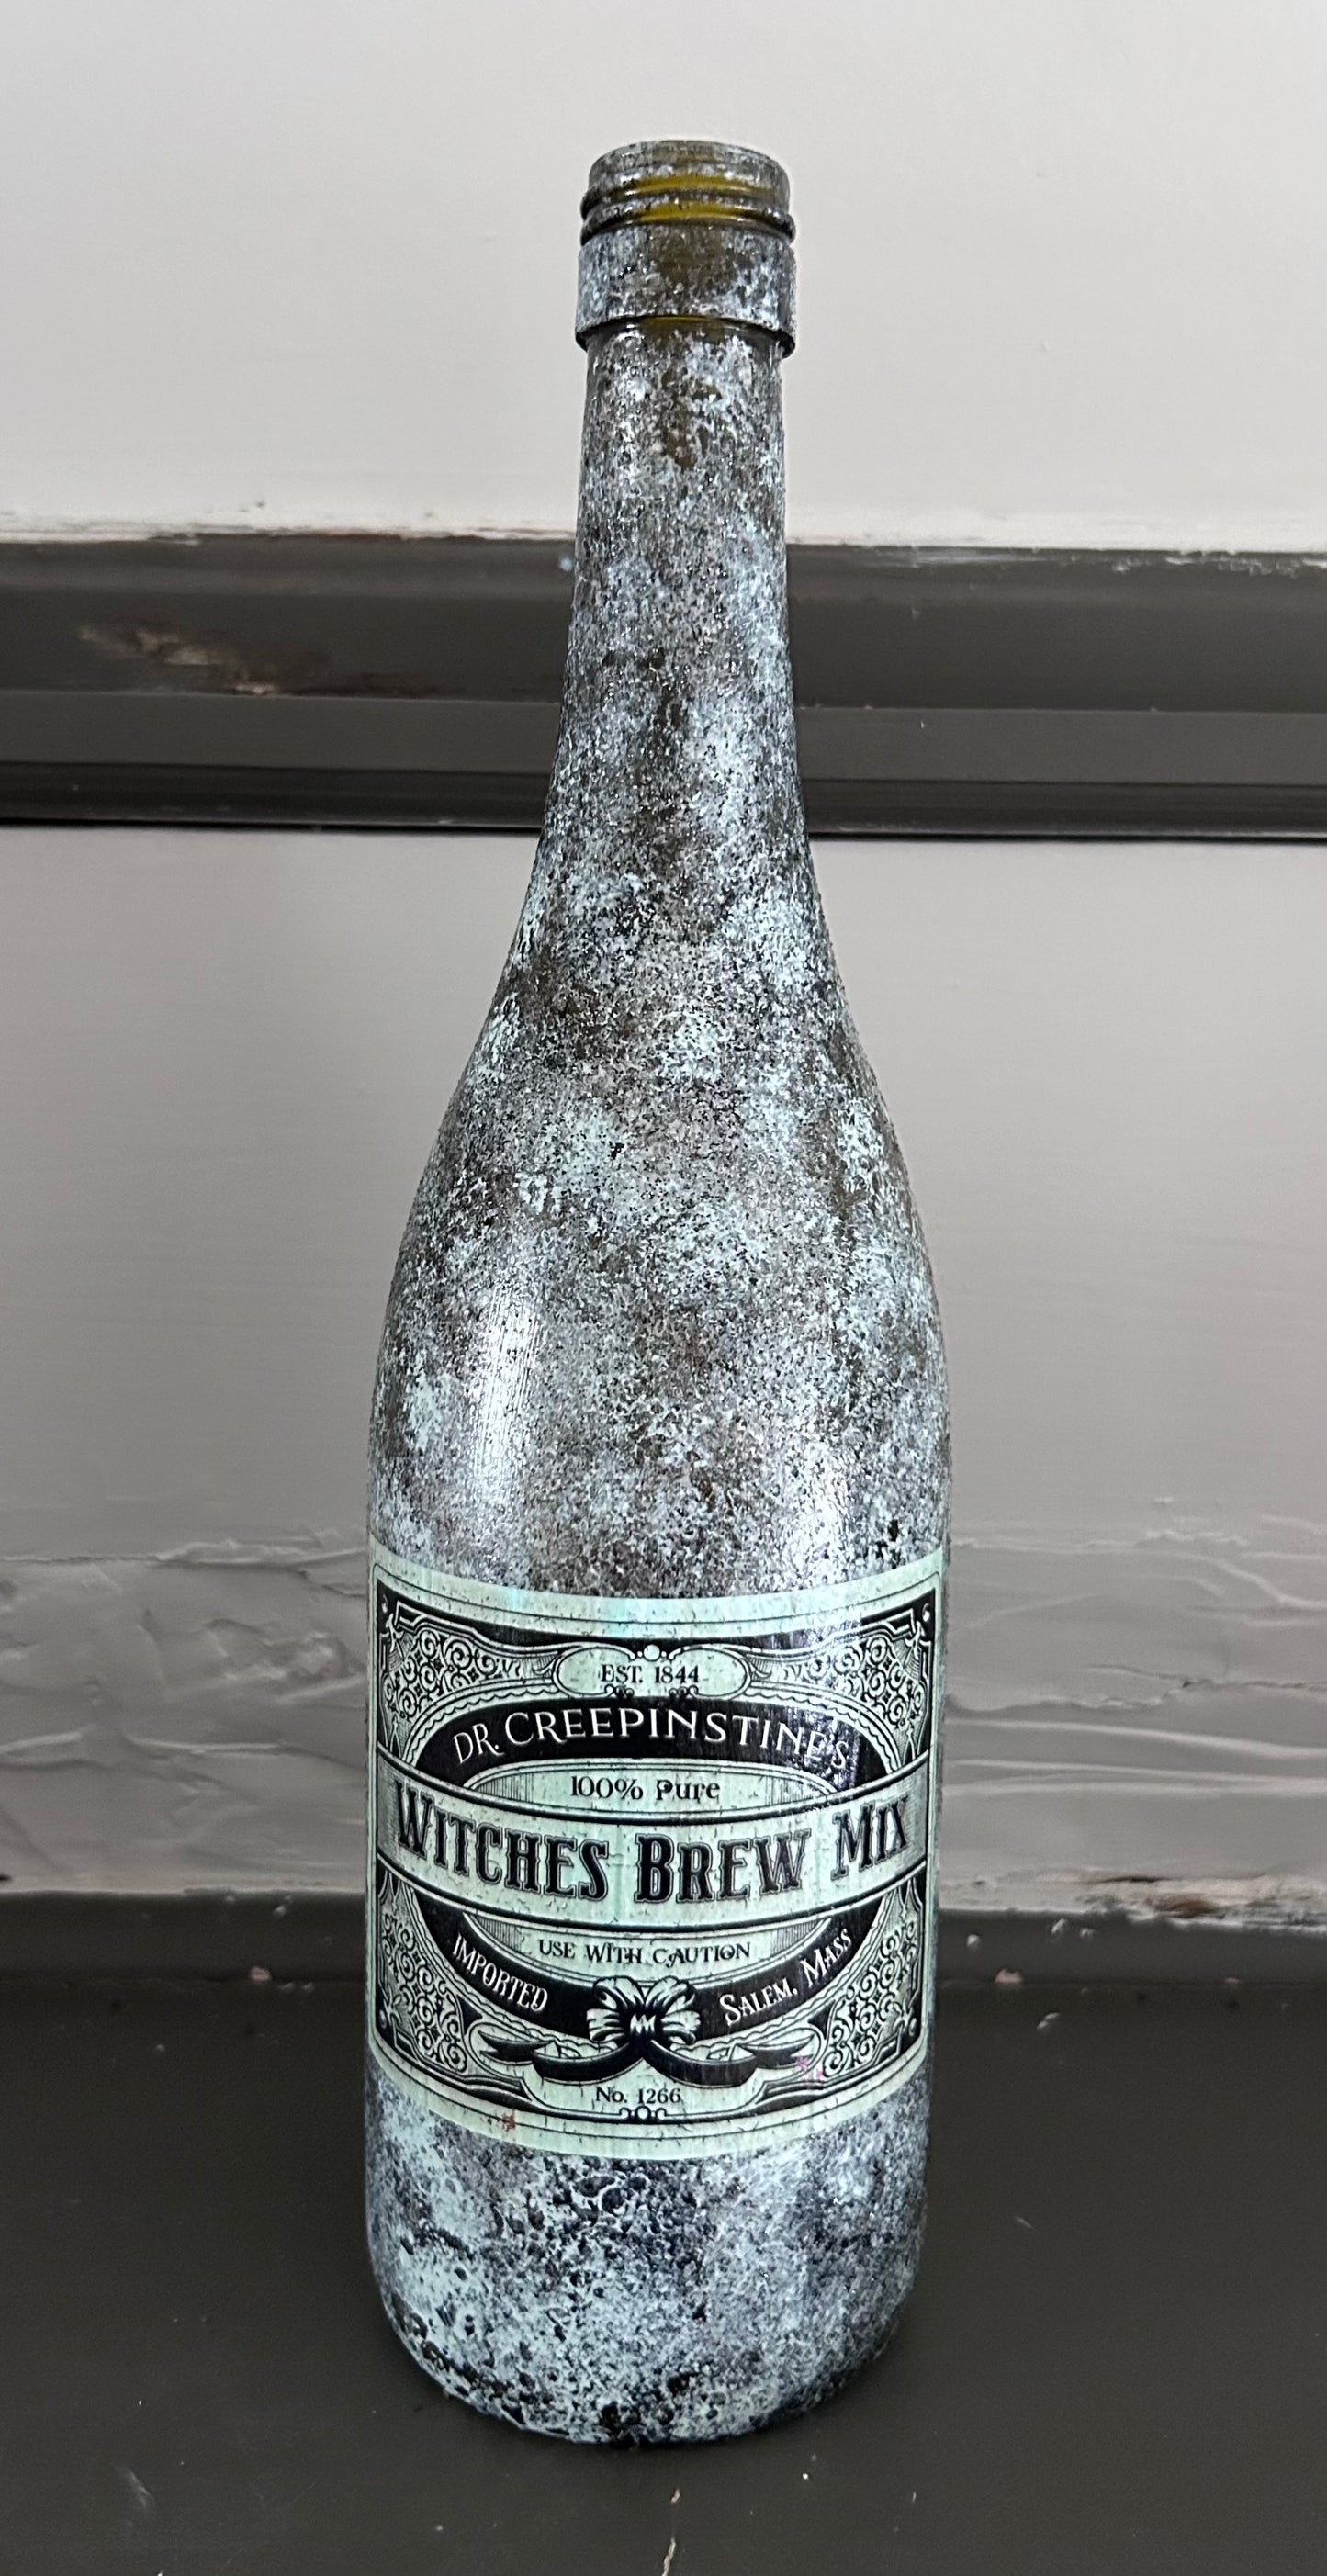 EST. 1844
DR. CREEPINSTINE'S
100% Pure
WITCHES BREW MIX
USE WITH CAUTION
IMPORTED SALEM, MASS
No. 1266